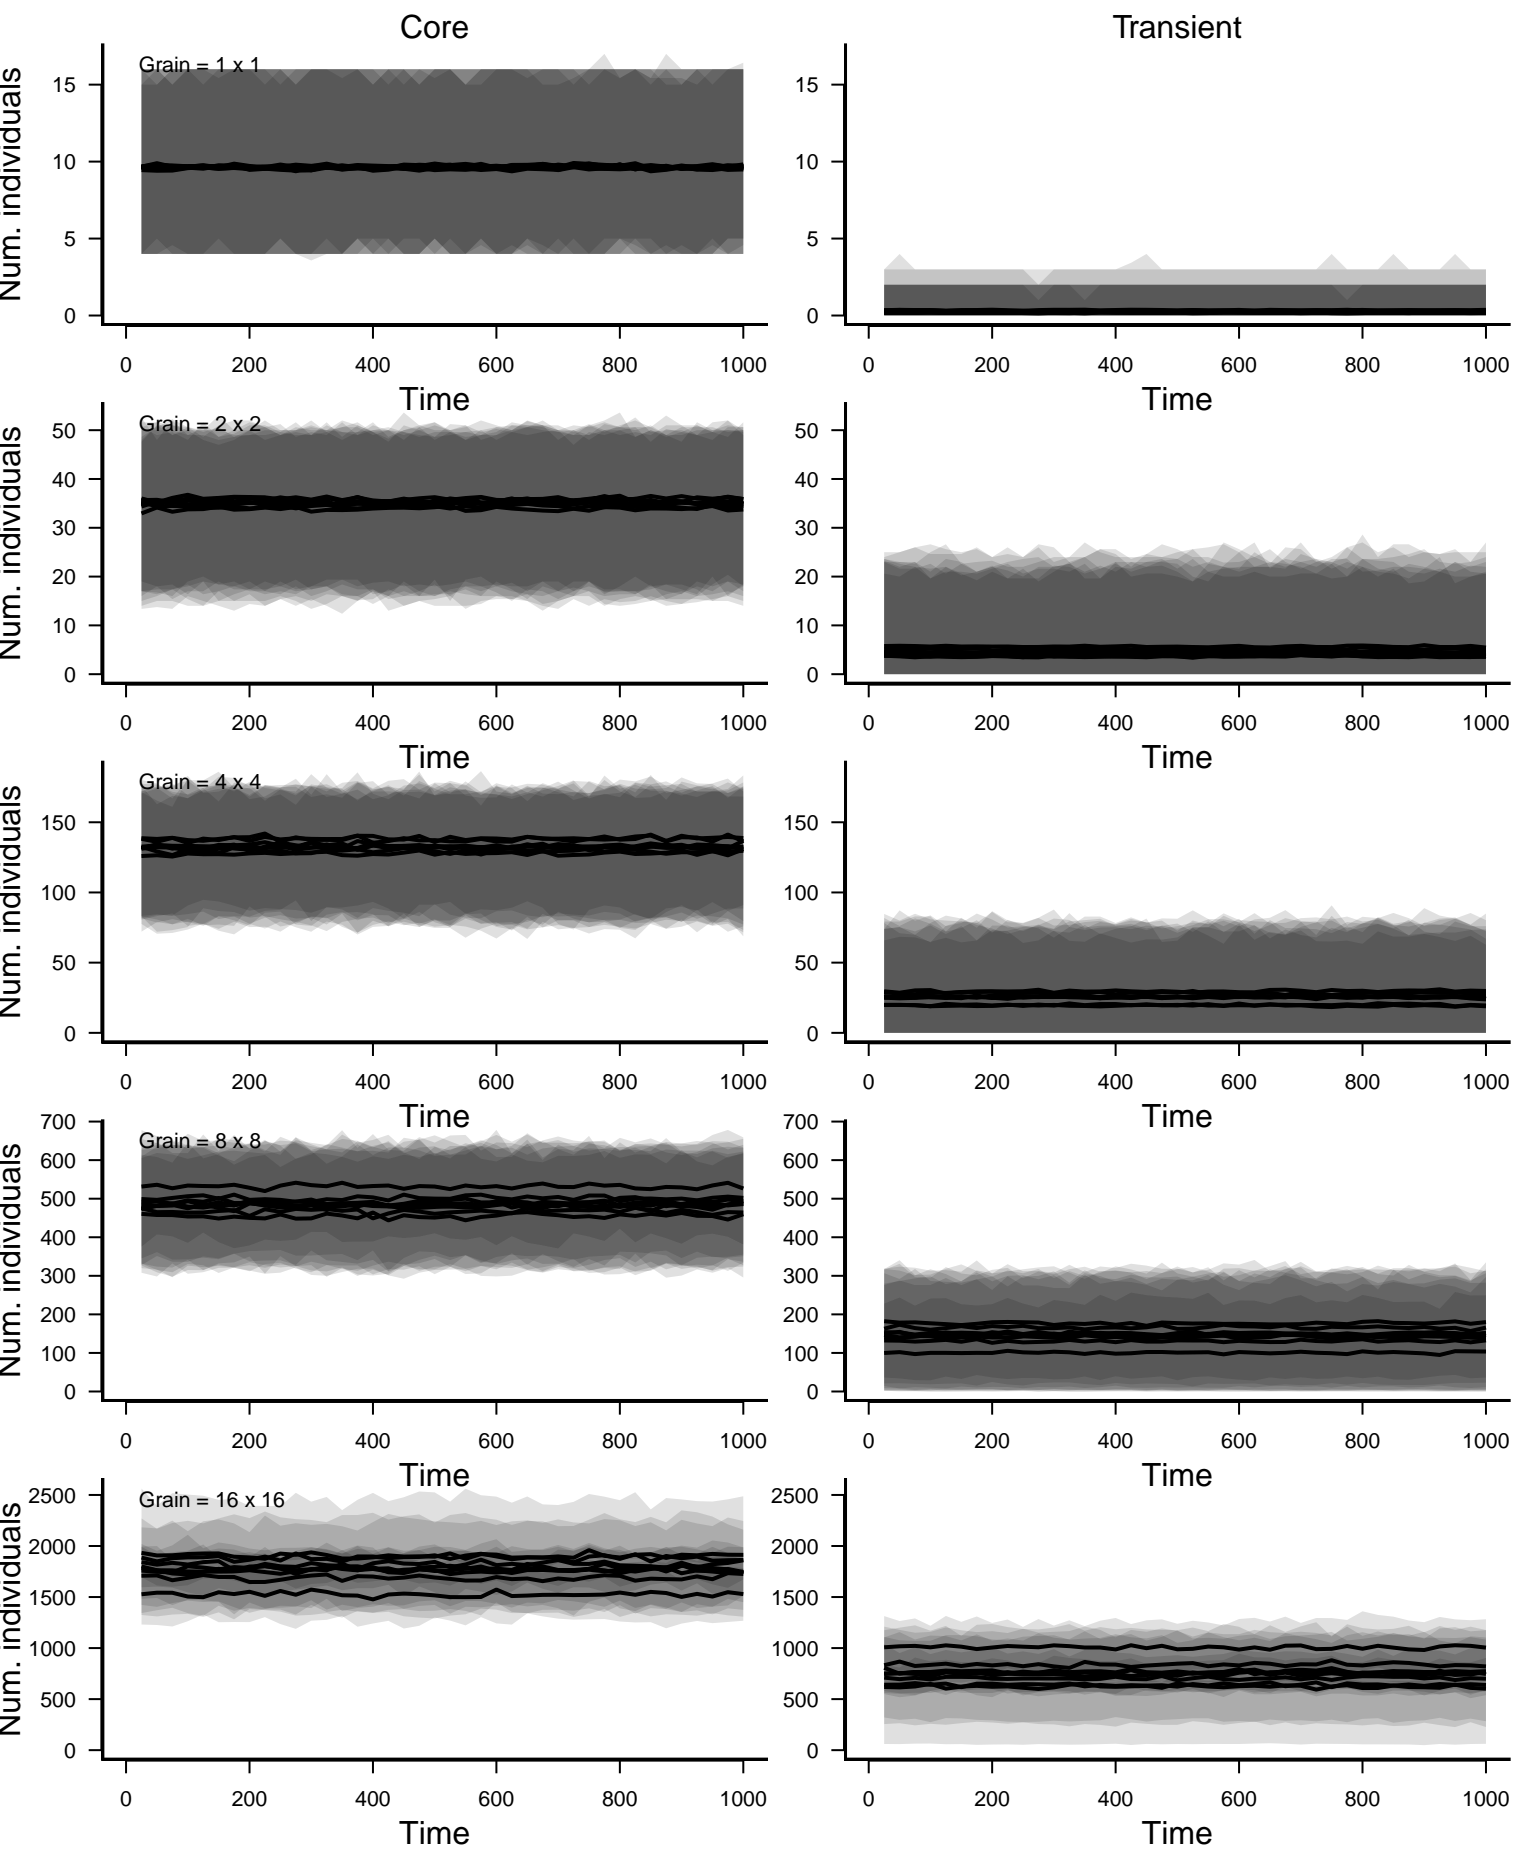 Core Transient
Num. individuals
Grain = 1 x 1
15 15
10 10
5 5
0 0
0 200 400 600 800 1000 0 200 400 600 800 1000
Time Time
Num. individuals
Grain = 2 x 2
50 50
40 40
30 30
20 20
10 10
0 0
0 200 400 600 800 1000 0 200 400 600 800 1000
Time Time
Num. individuals
Grain = 4 x 4
150 150
100 100
50 50
0 0
0 200 400 600 800 1000 0 200 400 600 800 1000
Time Time
Num. individuals
Grain = 8 x 8
700 700
600 600
500 500
400 400
300 300
200 200
100 100
0 0
0 200 400 600 800 1000 0 200 400 600 800 1000
Time Time
Num. individuals
Grain = 16 x 16
2500 2500
2000 2000
1500 1500
1000 1000
500 500
0 0
0 200 400 600 800 1000 0 200 400 600 800 1000
Time Time